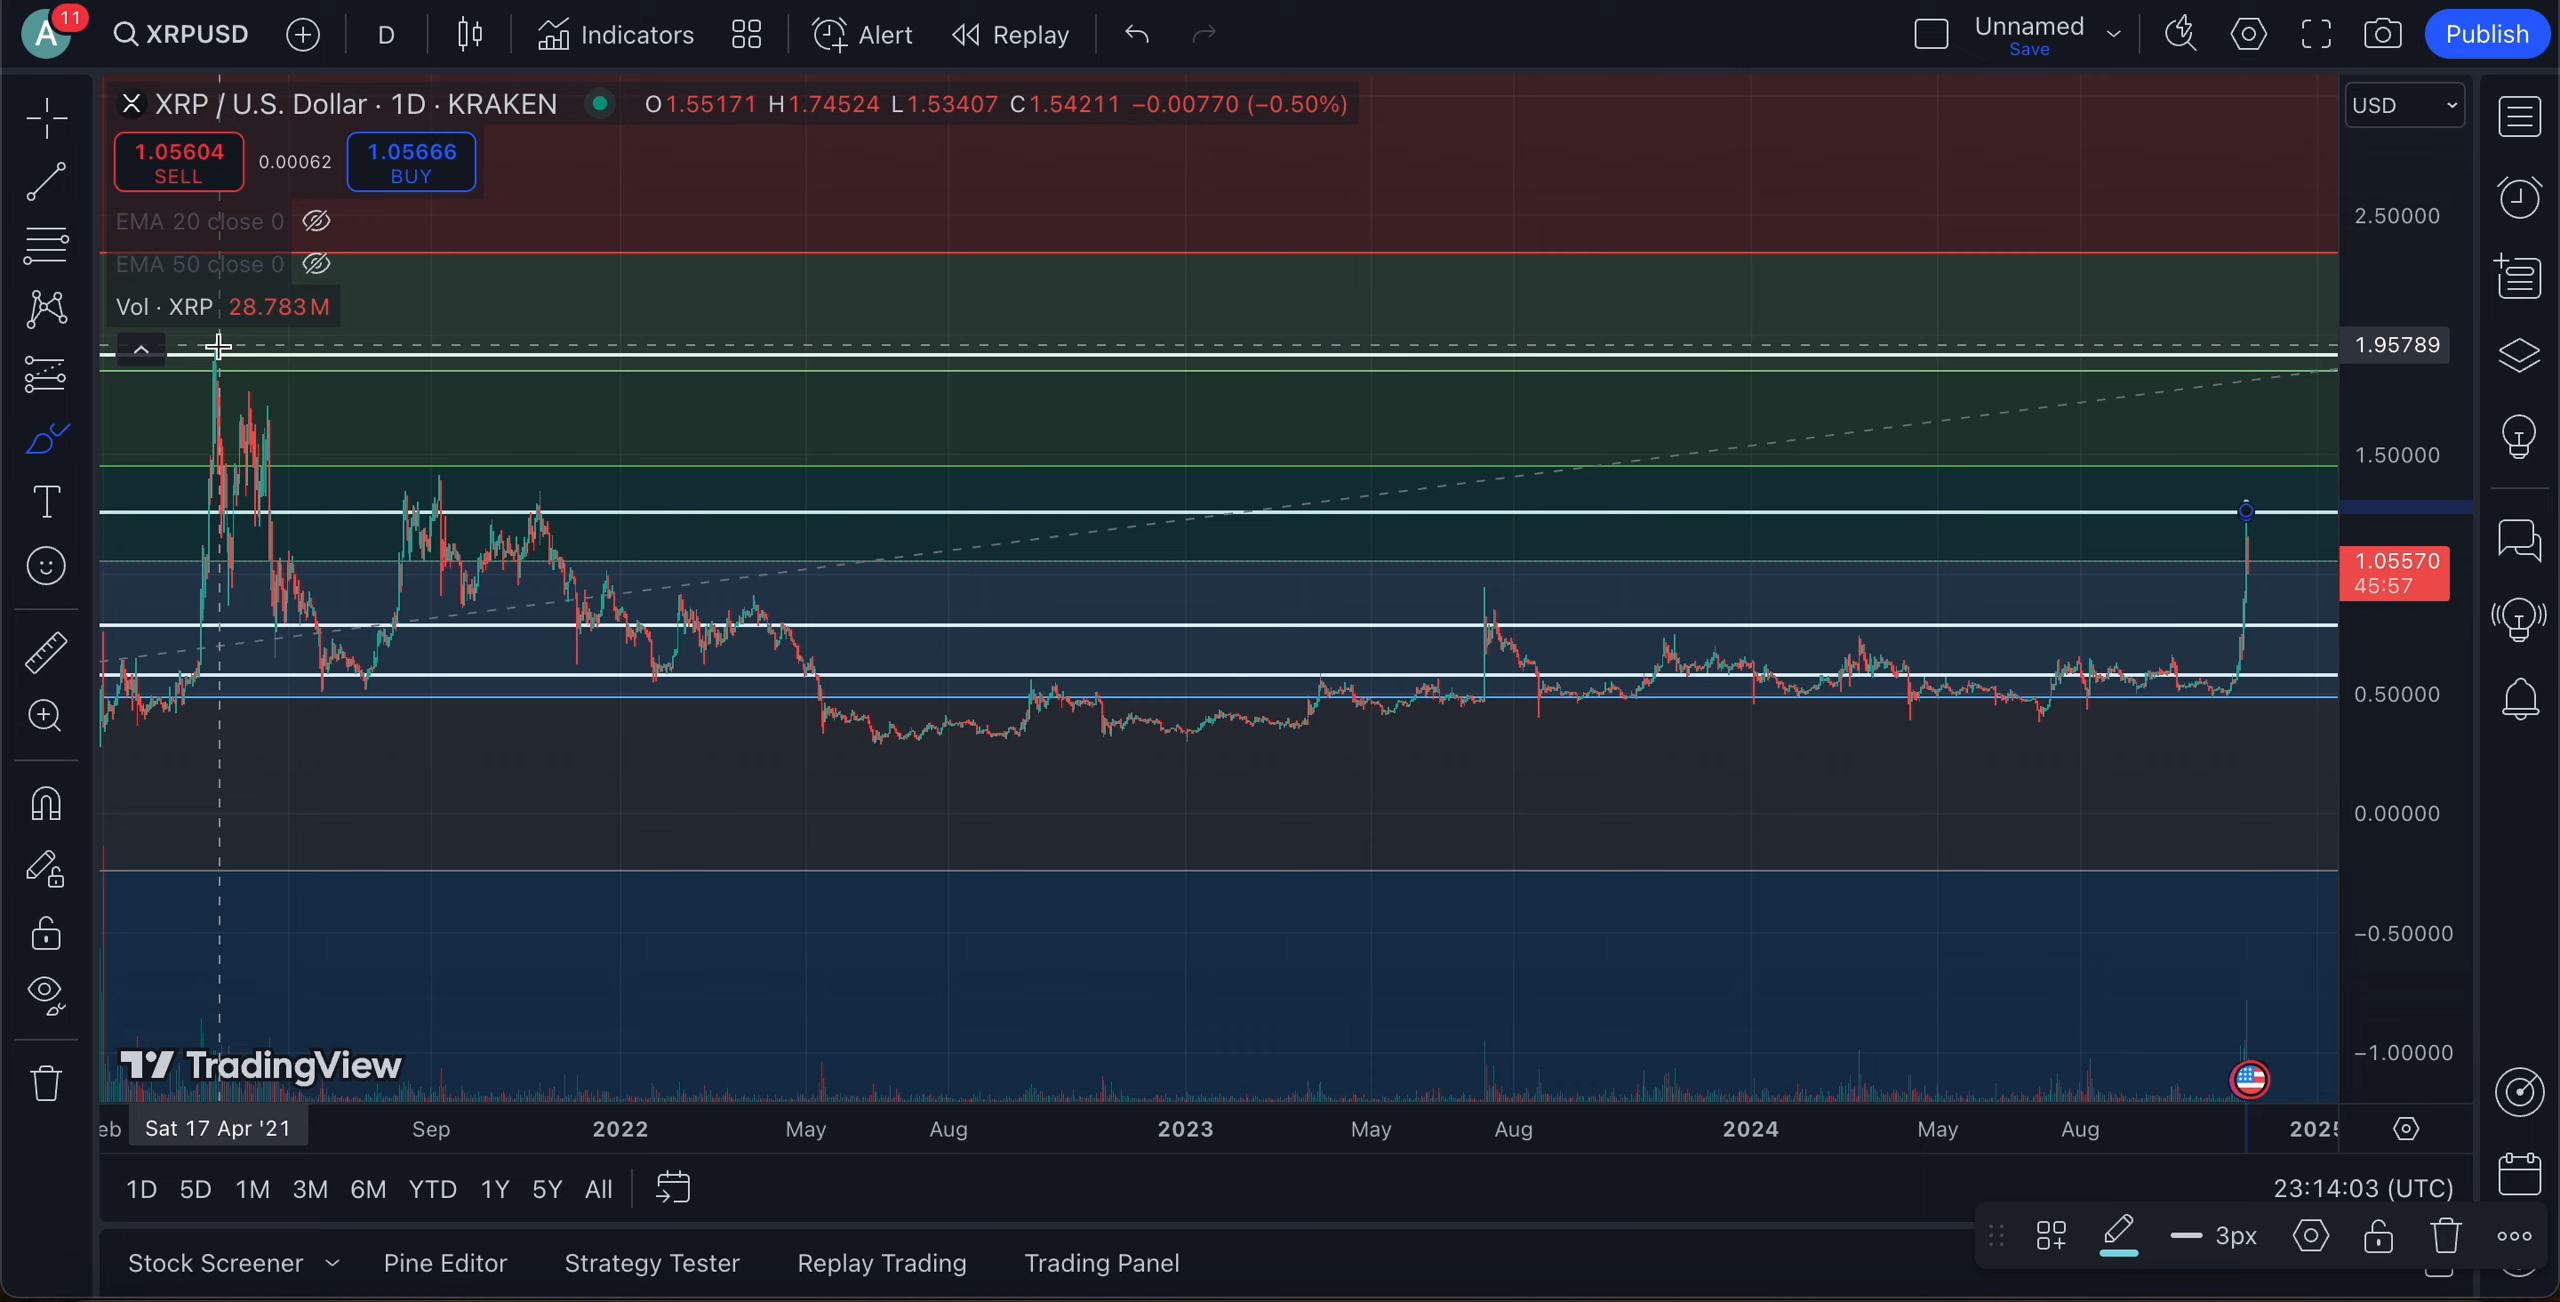 A 11 XRPUSD D Indicators Alert Replay Unnamed Save Publish
XRP / U.S. Dollar · 1D · KRAKEN O1.55171 H1.74524 L1.53407 C1.54211 −0.00770 (−0.50%) USD
1.05604 SELL 0.00062 1.05666 BUY
EMA 20 close 0
2.50000
EMA 50 close 0
Vol · XRP 28.783M
1.95789
1.50000
1.05570
45:57
0.50000
0.00000
−0.50000
−1.00000
TradingView
eb Sat 17 Apr '21 Sep 2022 May Aug 2023 May Aug 2024 May Aug 2025
1D 5D 1M 3M 6M YTD 1Y 5Y All 23:14:03 (UTC)
3px
Stock Screener Pine Editor Strategy Tester Replay Trading Trading Panel